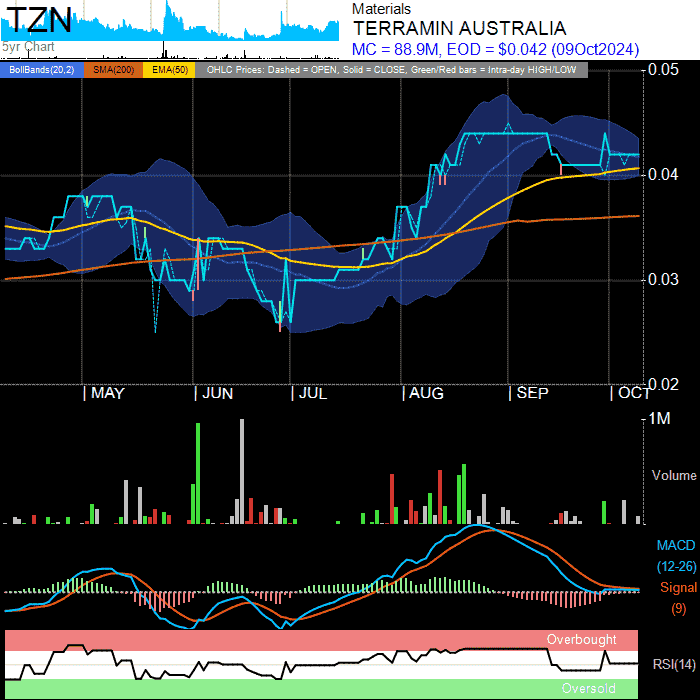 TZN
5yr Chart
Materials
TERRAMIN AUSTRALIA
MC = 88.9M, EOD = $0.042 (09Oct2024)
BollBands(20,2) SMA(200) EMA(50) OHLC Prices: Dashed = OPEN, Solid = CLOSE, Green/Red bars = Intra-day HIGH/LOW
0.05
0.04
0.03
0.02
| MAY | JUN | JUL | AUG | SEP | OCT
1M
Volume
MACD
(12-26)
Signal
(9)
Overbought
RSI(14)
Oversold